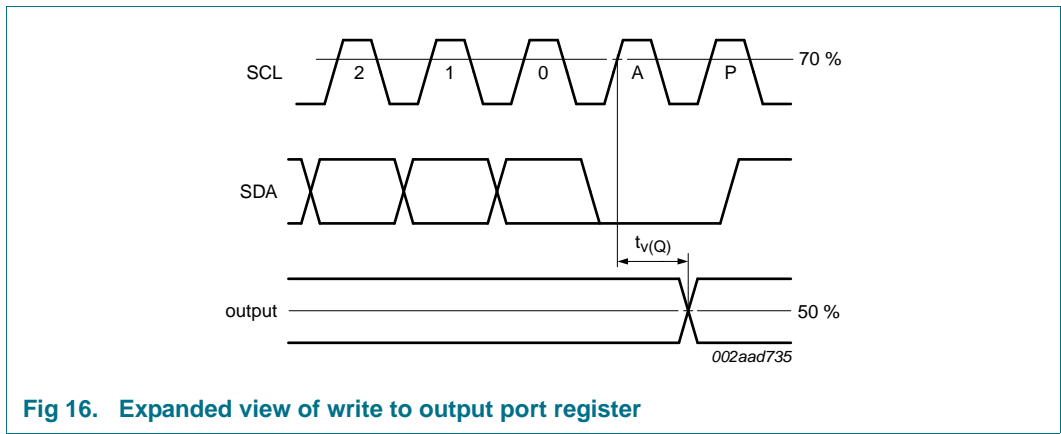 SCL 2 1 0 A P 70 %
SDA
tv(Q)
output 50 %
002aad735
Fig 16. Expanded view of write to output port register